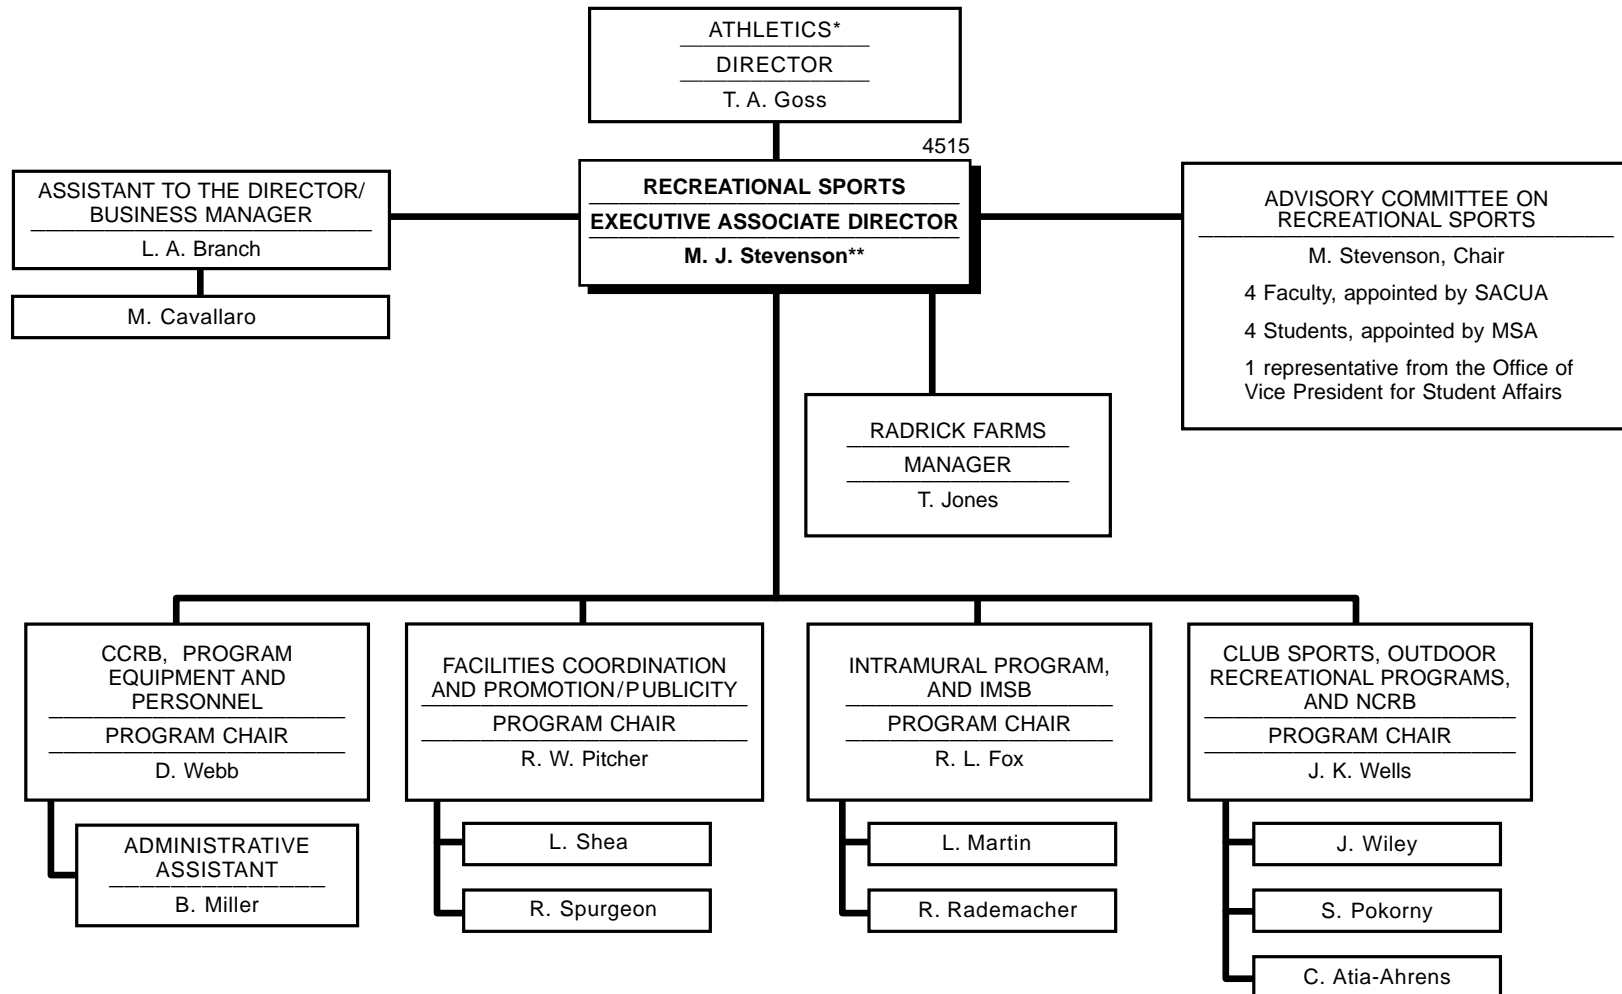 ATHLETICS*
DIRECTOR
T. A. Goss
4515
RECREATIONAL SPORTS
EXECUTIVE ASSOCIATE DIRECTOR
M. J. Stevenson**
ASSISTANT TO THE DIRECTOR/
BUSINESS MANAGER
L. A. Branch
M. Cavallaro
ADVISORY COMMITTEE ON
RECREATIONAL SPORTS
M. Stevenson, Chair
4 Faculty, appointed by SACUA
4 Students, appointed by MSA
1 representative from the Office of
Vice President for Student Affairs
RADRICK FARMS
MANAGER
T. Jones
CCRB, PROGRAM
EQUIPMENT AND
PERSONNEL
PROGRAM CHAIR
D. Webb
ADMINISTRATIVE
ASSISTANT
B. Miller
FACILITIES COORDINATION
AND PROMOTION/PUBLICITY
PROGRAM CHAIR
R. W. Pitcher
L. Shea
R. Spurgeon
INTRAMURAL PROGRAM,
AND IMSB
PROGRAM CHAIR
R. L. Fox
L. Martin
R. Rademacher
CLUB SPORTS, OUTDOOR
RECREATIONAL PROGRAMS,
AND NCRB
PROGRAM CHAIR
J. K. Wells
J. Wiley
S. Pokorny
C. Atia-Ahrens